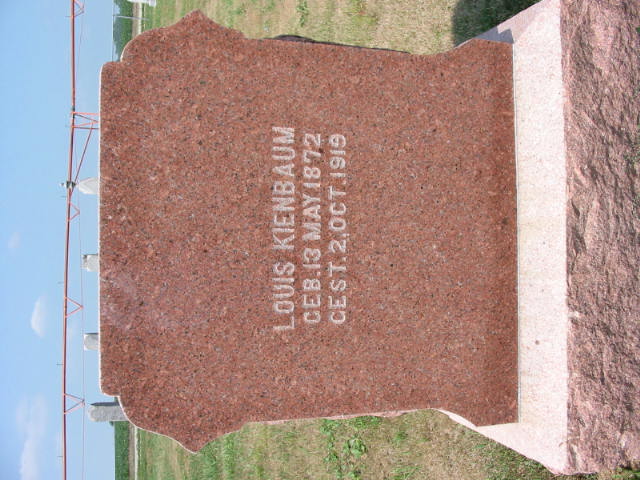 LOUIS KIENBAUM
GEB. 13 MAY 1872
GEST. 2, OCT. 1919